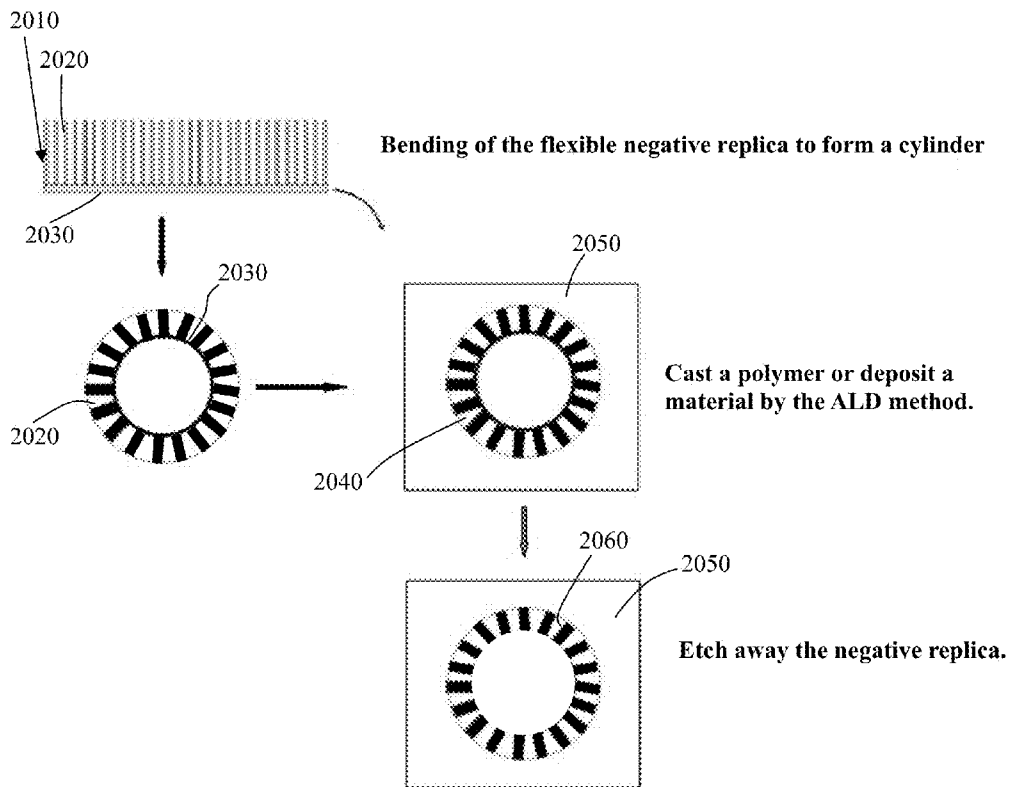 2010
2020
Bending of the flexible negative replica to form a cylinder
2030
2050
2030
Cast a polymer or deposit a
material by the ALD method.
2020
2040
2060
2050
Etch away the negative replica.